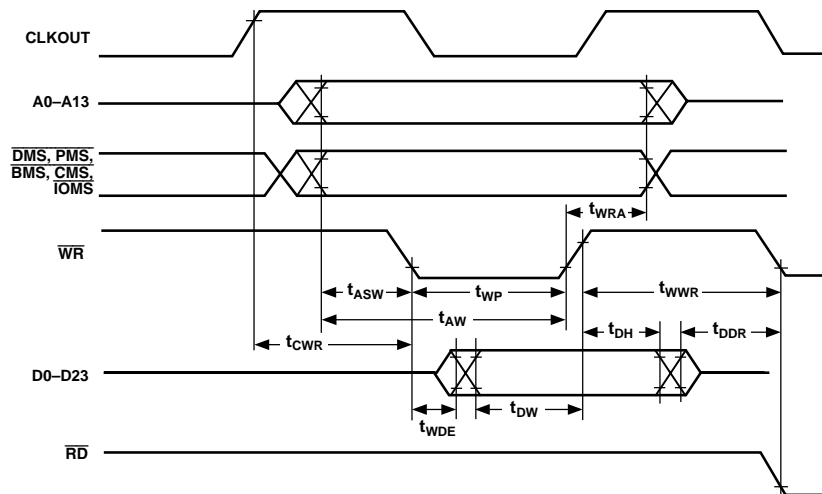 CLKOUT
A0–A13
DMS, PMS,
BMS, CMS,
IOMS
tWRA
WR
tASW
tWP
tWWR
tAW
tCWR
tDH
tDDR
D0–D23
tWDE
tDW
RD